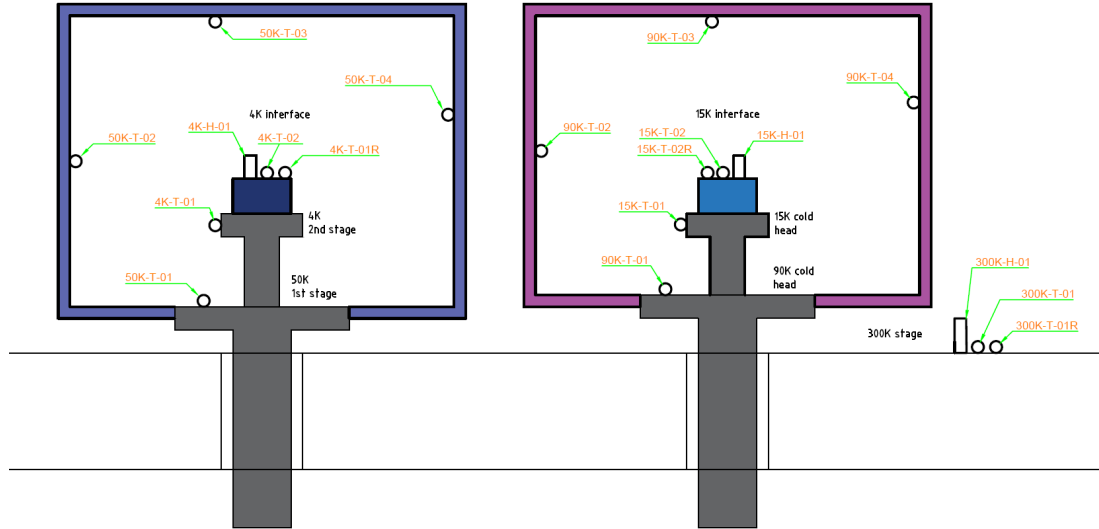 50K-T-03
50K-T-04
4K interface
50K-T-02
4K-H-01
4K-T-02
4K-T-01R
4K-T-01
4K
2nd stage
50K-T-01
50K
1st stage
90K-T-03
90K-T-04
15K interface
90K-T-02
15K-T-02
15K-H-01
15K-T-02R
15K-T-01
15K cold
head
90K-T-01
90K cold
head
300K-H-01
300K-T-01
300K stage
300K-T-01R